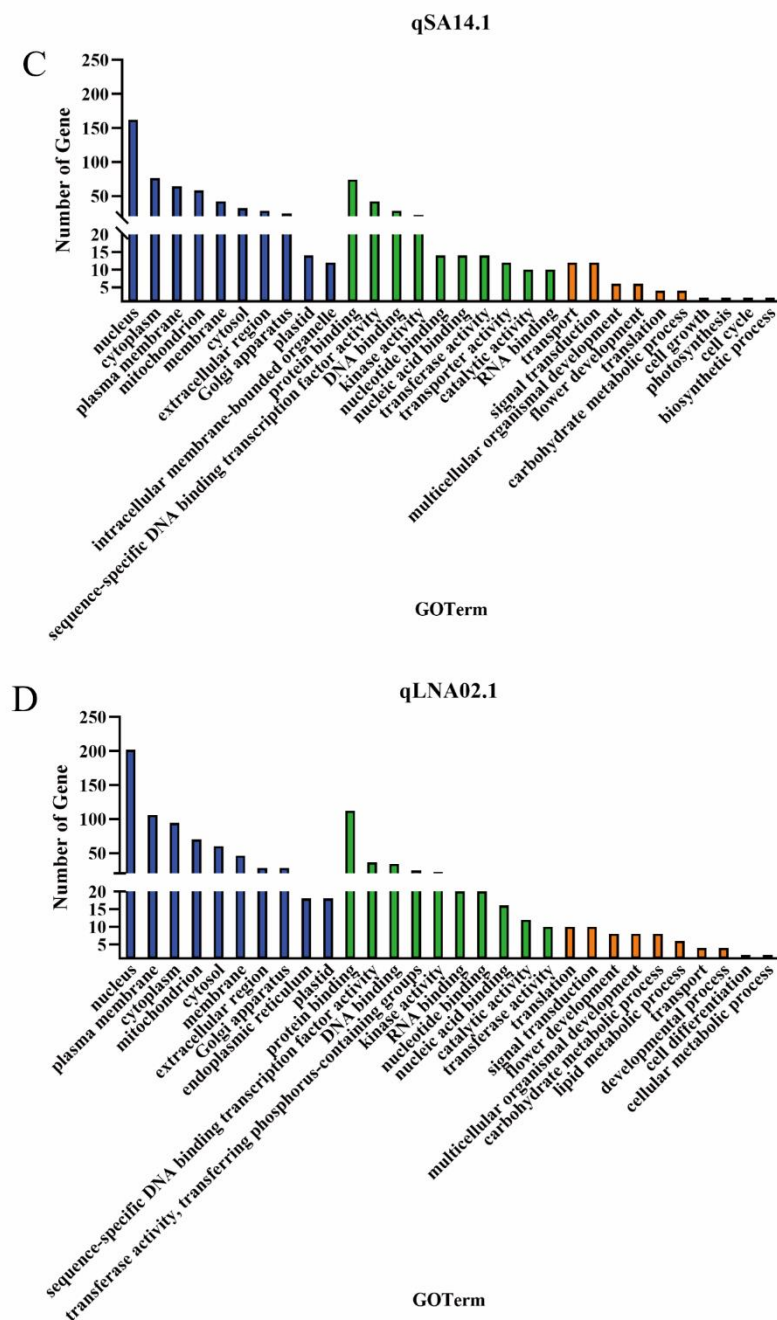 qSA14.1
C
Number of Gene
250
200
150
100
50
20
15
10
5
nucleus
cytoplasm
plasma membrane
mitochondrion
membrane
cytosol
extracellular region
Golgi apparatus
plastid
intracellular membrane-bounded organelle
protein binding
sequence-specific DNA binding transcription factor activity
DNA binding
kinase activity
nucleotide binding
nucleic acid binding
transferase activity
transporter activity
catalytic activity
RNA binding
transport
signal transduction
multicellular organismal development
flower development
translation
carbohydrate metabolic process
cell growth
photosynthesis
cell cycle
biosynthetic process
GOTerm
qLNA02.1
D
Number of Gene
250
200
150
100
50
20
15
10
5
nucleus
plasma membrane
cytoplasm
mitochondrion
cytosol
membrane
extracellular region
Golgi apparatus
endoplasmic reticulum
plastid
protein binding
sequence-specific DNA binding transcription factor activity
DNA binding
transferase activity, transferring phosphorus-containing groups
kinase activity
RNA binding
nucleotide binding
nucleic acid binding
catalytic activity
transferase activity
translation
signal transduction
flower development
multicellular organismal development
carbohydrate metabolic process
lipid metabolic process
transport
developmental process
cell differentiation
cellular metabolic process
GOTerm